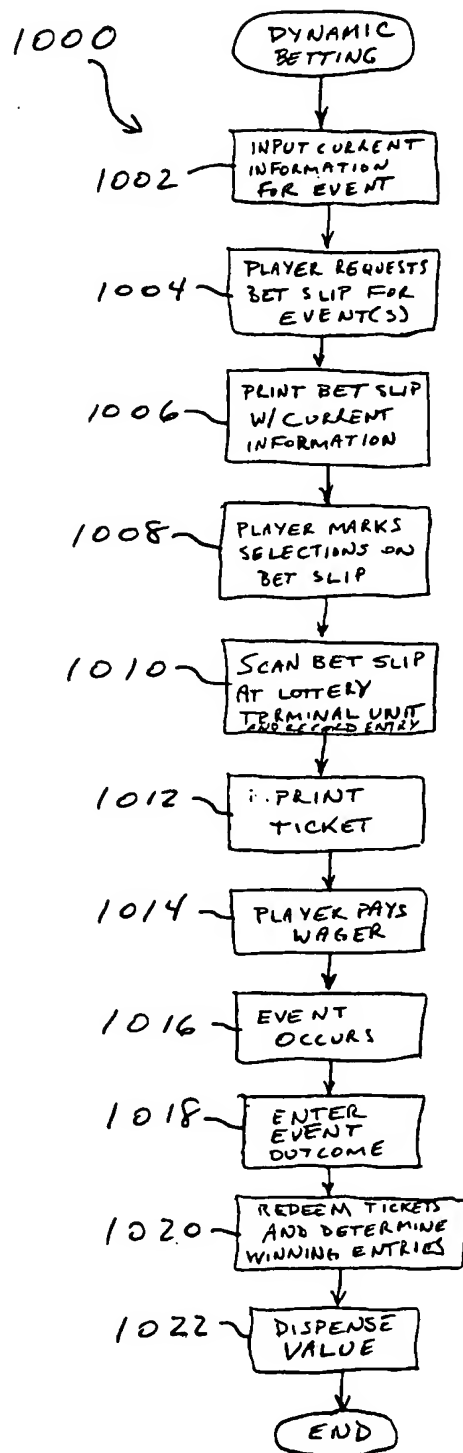 1000
DYNAMIC
BETTING
1002
INPUT CURRENT
INFORMATION
FOR EVENT
1004
PLAYER REQUESTS
BET SLIP FOR
EVENT(S)
1006
PRINT BET SLIP
W/ CURRENT
INFORMATION
1008
PLAYER MARKS
SELECTIONS ON
BET SLIP
1010
SCAN BET SLIP
AT LOTTERY
TERMINAL UNIT
AND RECORD ENTRY
1012
PRINT
TICKET
1014
PLAYER PAYS
WAGER
1016
EVENT
OCCURS
1018
ENTER
EVENT
OUTCOME
1020
REDEEM TICKETS
AND DETERMINE
WINNING ENTRIES
1022
DISPENSE
VALUE
END